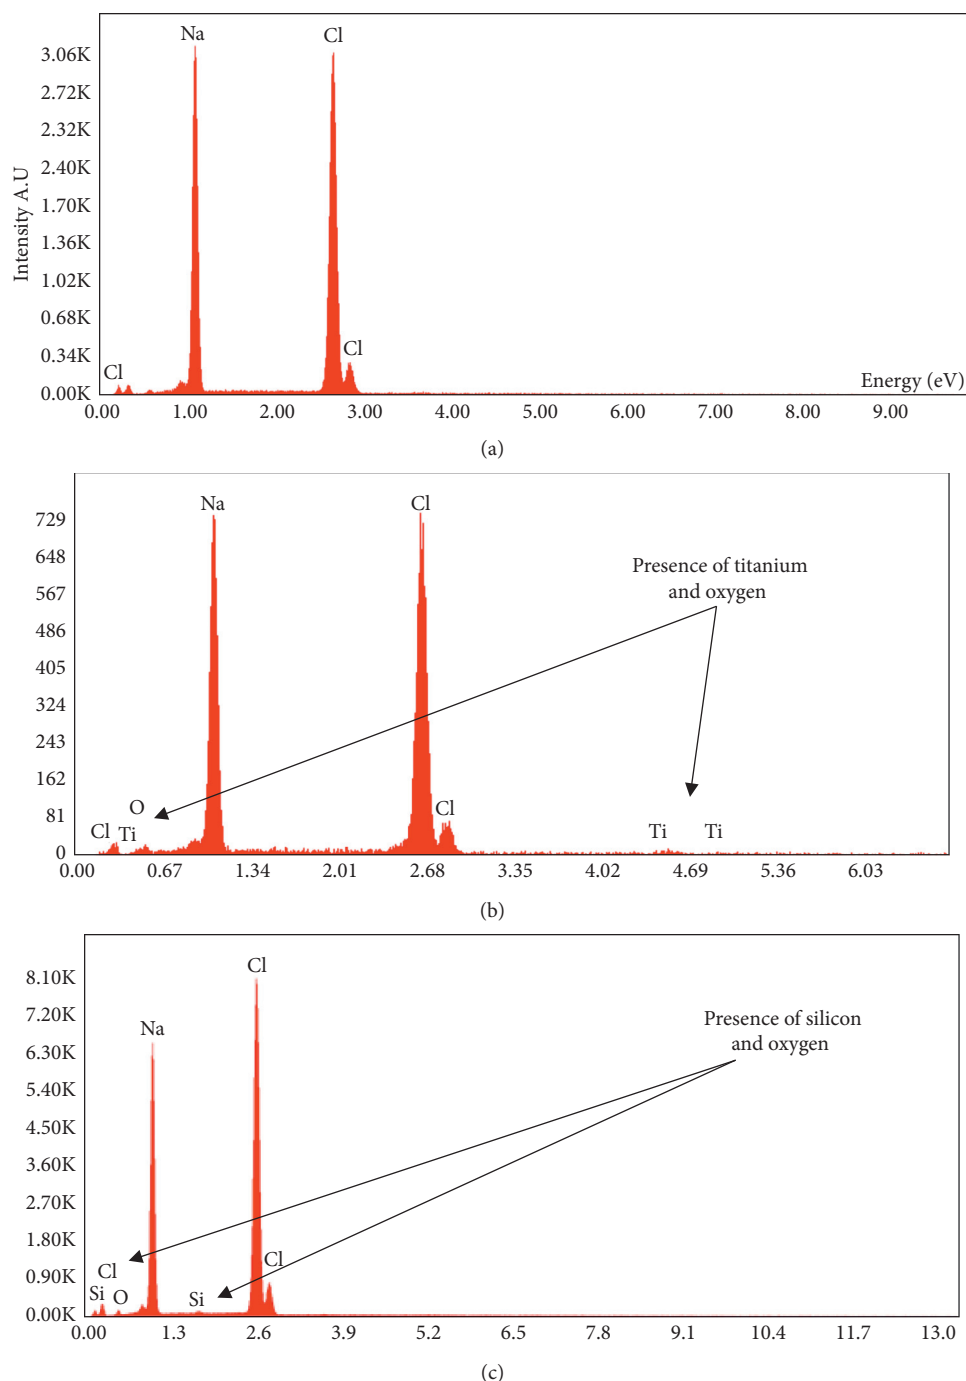 Na
Cl
3.06K
2.72K
2.32K
2.40K
1.70K
1.36K
1.02K
0.68K
0.34K
0.00K
Intensity A.U
Cl
Cl
Energy (eV)
0.00 1.00 2.00 3.00 4.00 5.00 6.00 7.00 8.00 9.00
(a)
Na
Cl
729
648
567
486
405
324
243
162
81
0
Presence of titanium
and oxygen
O
Cl
Cl Ti
Ti Ti
0.00 0.67 1.34 2.01 2.68 3.35 4.02 4.69 5.36 6.03
(b)
Cl
Na
8.10K
7.20K
6.30K
5.40K
4.50K
3.60K
2.70K
1.80K
0.90K
0.00K
Presence of silicon
and oxygen
Cl
Cl
Si O Si
0.00 1.3 2.6 3.9 5.2 6.5 7.8 9.1 10.4 11.7 13.0
(c)